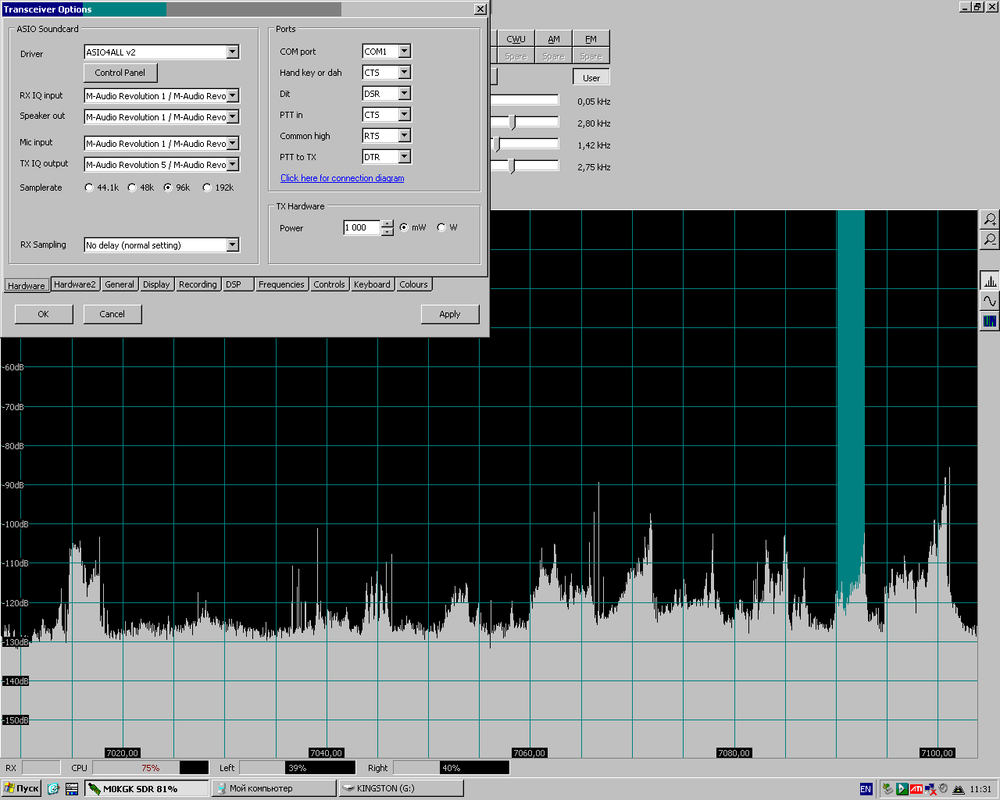 Transceiver Options
ASIO Soundcard
Driver
ASIO4ALL v2
Control Panel
RX IQ input
M-Audio Revolution 1 / M-Audio Revo
Speaker out
M-Audio Revolution 1 / M-Audio Revo
Mic input
M-Audio Revolution 1 / M-Audio Revo
TX IQ output
M-Audio Revolution 5 / M-Audio Revo
Samplerate
44.1k 48k 96k 192k
RX Sampling
No delay (normal setting)
Ports
COM port
COM1
Hand key or dah
CTS
Dit
DSR
PTT in
CTS
Common high
RTS
PTT to TX
DTR
Click here for connection diagram
TX Hardware
Power
1 000
mW W
Hardware Hardware2 General Display Recording DSP Frequencies Controls Keyboard Colours
OK Cancel Apply
CWU AM FM
Spare Spare Spare
User
0,05 kHz
2,80 kHz
1,42 kHz
2,75 kHz
-60dB
-70dB
-80dB
-90dB
-100dB
-110dB
-120dB
-130dB
-140dB
-150dB
7020,00 7040,00 7060,00 7080,00 7100,00
RX CPU 75% Left 39% Right 40%
Пуск M0KGK SDR 81% Мой компьютер KINGSTON (G:) EN ATI 11:31